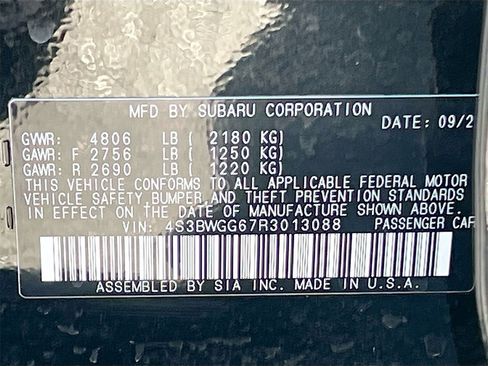 MFD BY SUBARU CORPORATION
DATE: 09/2
GVWR: 4806 LB ( 2180 KG)
GAWR: F 2756 LB ( 1250 KG)
GAWR: R 2690 LB ( 1220 KG)
THIS VEHICLE CONFORMS TO ALL APPLICABLE FEDERAL MOTOR
VEHICLE SAFETY, BUMPER, AND THEFT PREVENTION STANDARDS
IN EFFECT ON THE DATE OF MANUFACTURE SHOWN ABOVE.
VIN: 4S3BWGG67R3013088 PASSENGER CAR
ASSEMBLED BY SIA INC. MADE IN U.S.A.